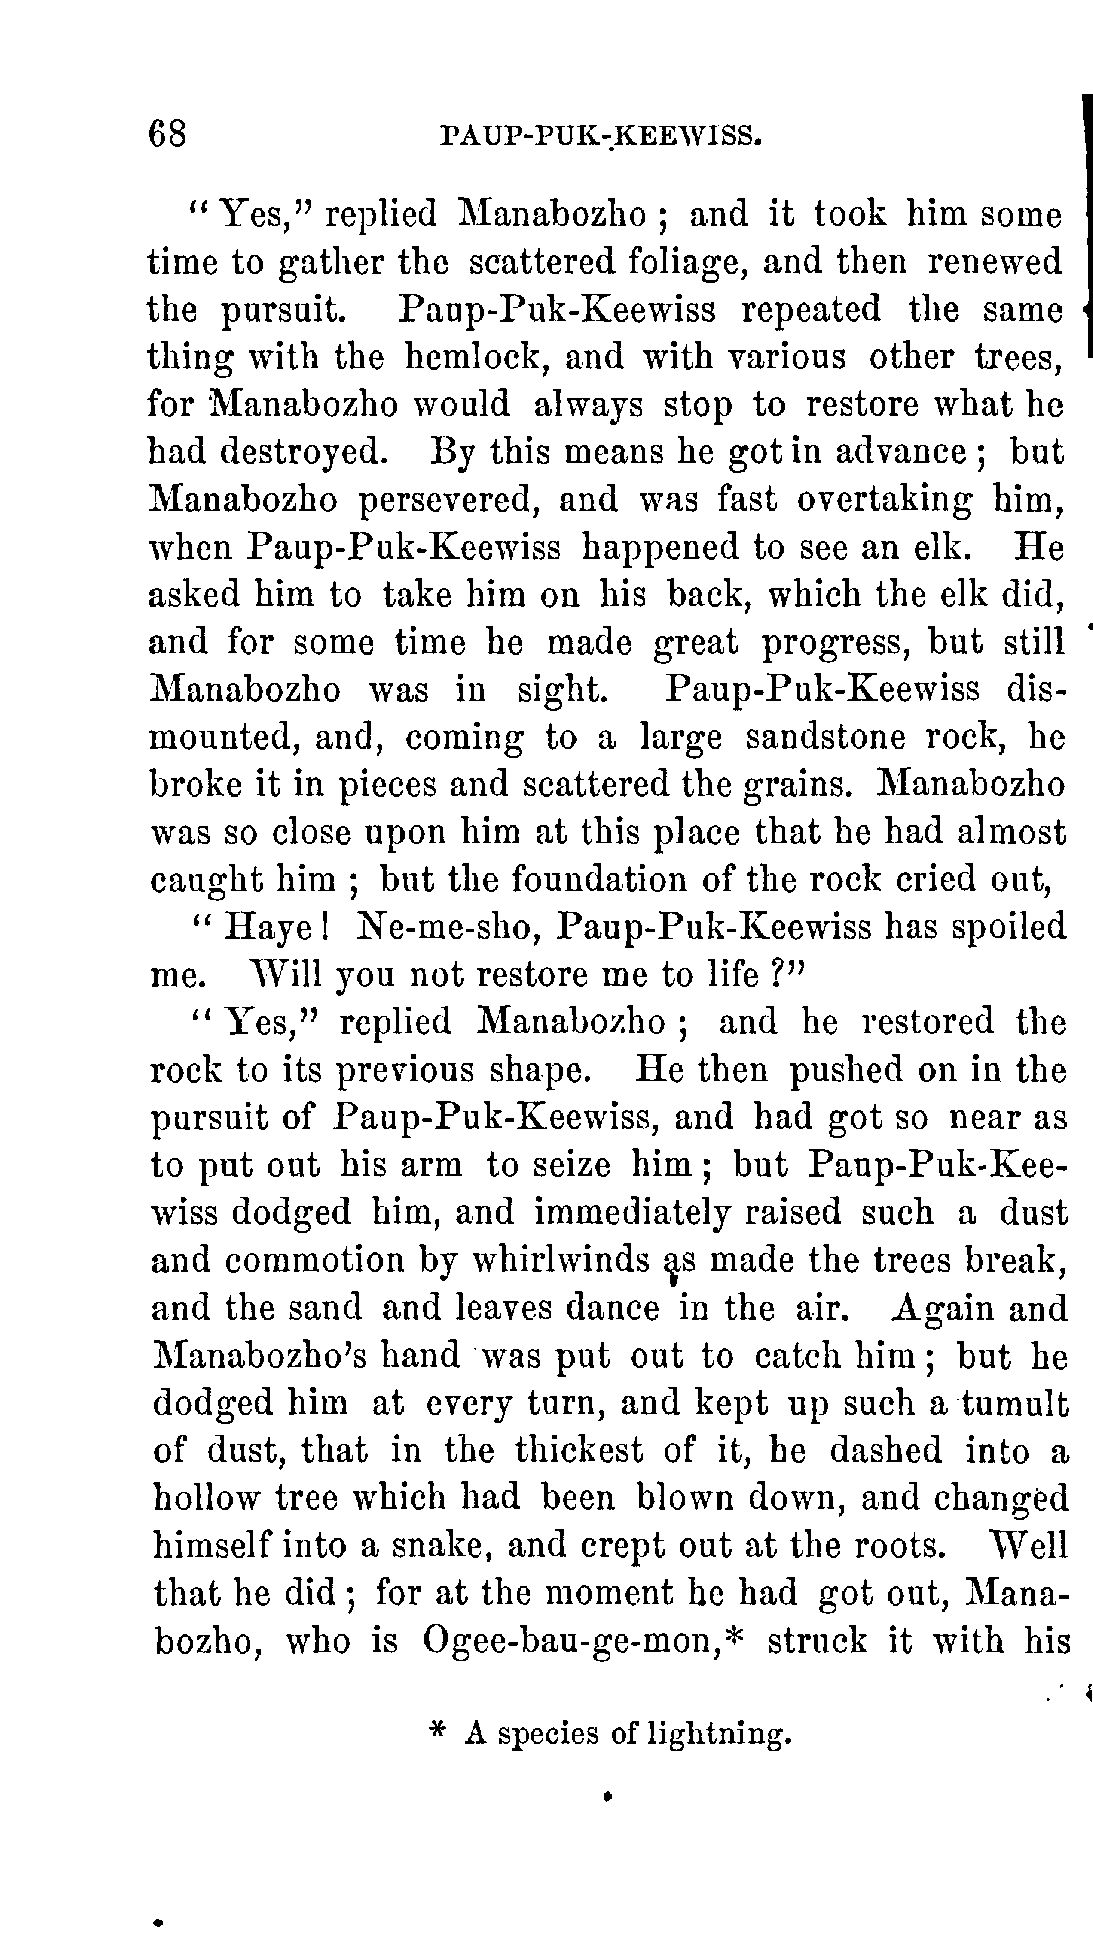 68 PAUP-PUK-KEEWISS.
" Yes," replied Manabozho ; and it took him some
time to gather the scattered foliage, and then renewed
the pursuit. Paup-Puk-Keewiss repeated the same
thing with the hemlock, and with various other trees,
for Manabozho would always stop to restore what he
had destroyed. By this means he got in advance ; but
Manabozho persevered, and was fast overtaking him,
when Paup-Puk-Keewiss happened to see an elk. He
asked him to take him on his back, which the elk did,
and for some time he made great progress, but still
Manabozho was in sight. Paup-Puk-Keewiss dis-
mounted, and, coming to a large sandstone rock, he
broke it in pieces and scattered the grains. Manabozho
was so close upon him at this place that he had almost
caught him ; but the foundation of the rock cried out,
" Haye ! Ne-me-sho, Paup-Puk-Keewiss has spoiled
me. Will you not restore me to life ?"
" Yes," replied Manabozho ; and he restored the
rock to its previous shape. He then pushed on in the
pursuit of Paup-Puk-Keewiss, and had got so near as
to put out his arm to seize him ; but Paup-Puk-Kee-
wiss dodged him, and immediately raised such a dust
and commotion by whirlwinds as made the trees break,
and the sand and leaves dance in the air. Again and
Manabozho's hand was put out to catch him ; but he
dodged him at every turn, and kept up such a tumult
of dust, that in the thickest of it, he dashed into a
hollow tree which had been blown down, and changed
himself into a snake, and crept out at the roots. Well
that he did ; for at the moment he had got out, Mana-
bozho, who is Ogee-bau-ge-mon,* struck it with his
* A species of lightning.